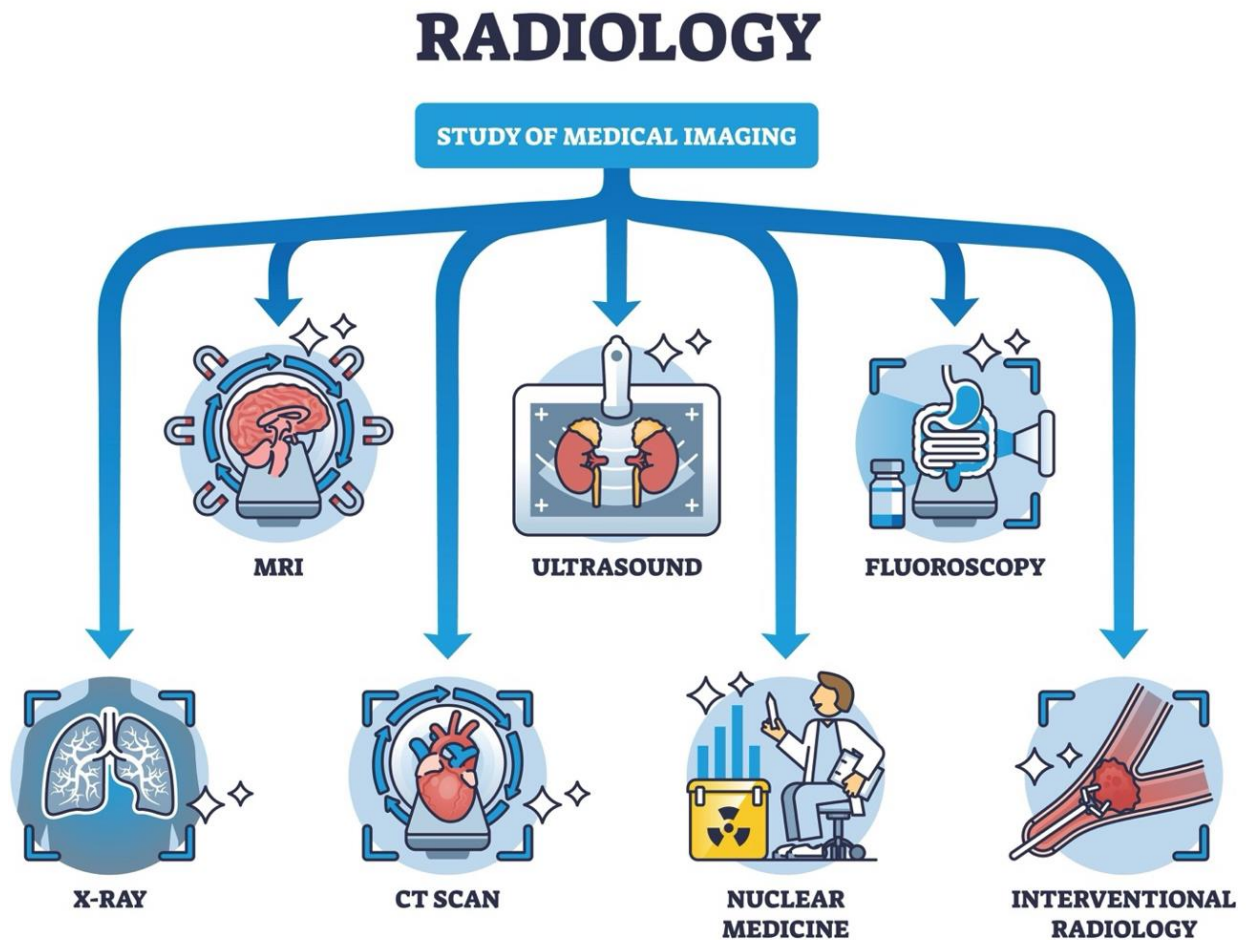 RADIOLOGY
STUDY OF MEDICAL IMAGING
MRI
ULTRASOUND
FLUOROSCOPY
X-RAY
CT SCAN
NUCLEAR
MEDICINE
INTERVENTIONAL
RADIOLOGY